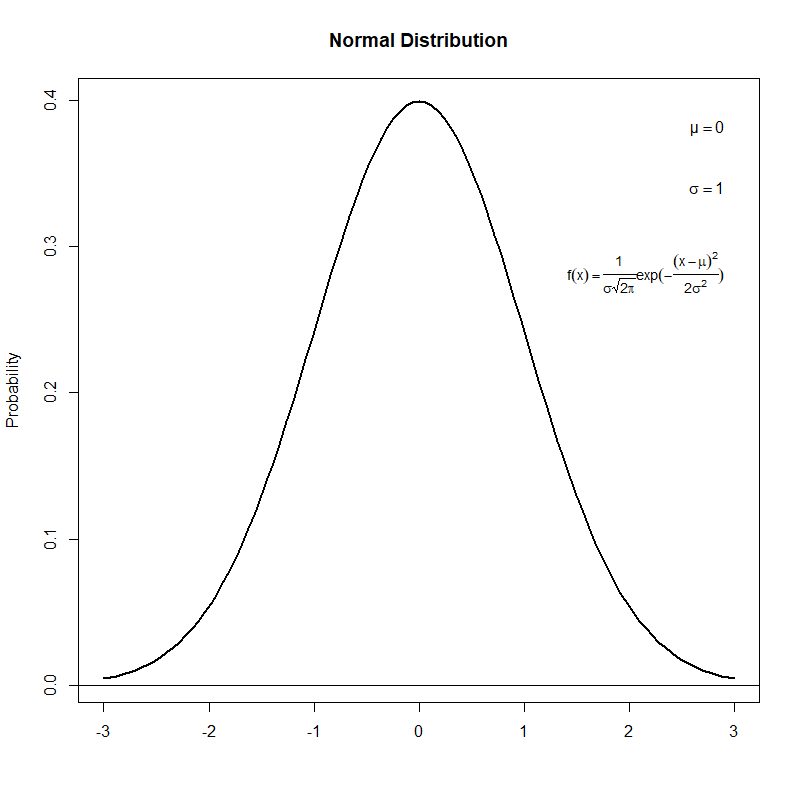 Normal Distribution
0.4
μ = 0
σ = 1
0.3
f(x) = 1/(σ√2π) exp(−(x − μ)²/2σ²)
Probability
0.2
0.1
0.0
-3 -2 -1 0 1 2 3